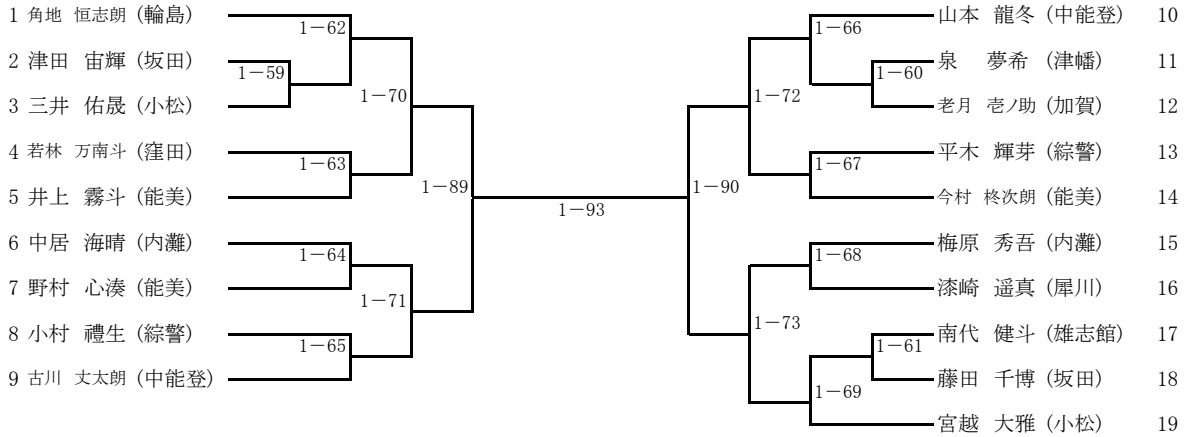 1 角地 恒志朗 (輪島)
2 津田 宙輝 (坂田)
3 三井 佑晟 (小松)
4 若林 万南斗 (窪田)
5 井上 霧斗 (能美)
6 中居 海晴 (内灘)
7 野村 心湊 (能美)
8 小村 禮生 (綜警)
9 古川 丈太朗 (中能登)
1-62
1-59
1-70
1-63
1-89
1-64
1-71
1-65
1-93
1-66
1-60
1-72
1-67
1-90
1-68
1-73
1-61
1-69
山本 龍冬 (中能登) 10
泉 夢希 (津幡) 11
老月 壱ノ助 (加賀) 12
平木 輝芽 (綜警) 13
今村 柊次朗 (能美) 14
梅原 秀吾 (内灘) 15
漆崎 遥真 (犀川) 16
南代 健斗 (雄志館) 17
藤田 千博 (坂田) 18
宮越 大雅 (小松) 19